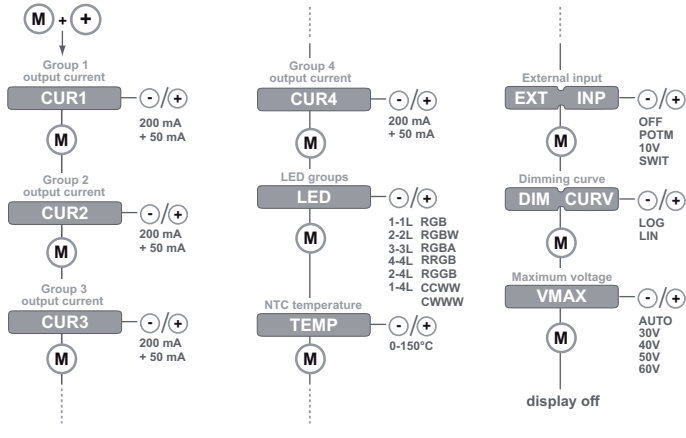 M + +
Group 1
output current
CUR1 -/+
200 mA
+ 50 mA
M
Group 2
output current
CUR2 -/+
200 mA
+ 50 mA
M
Group 3
output current
CUR3 -/+
200 mA
+ 50 mA
M
Group 4
output current
CUR4 -/+
200 mA
+ 50 mA
M
LED groups
LED -/+
1-1L RGB
2-2L RGBW
3-3L RGBA
4-4L RRGB
2-4L RGGB
1-4L CCWW
CWWW
M
NTC temperature
TEMP -/+
0-150°C
M
External input
EXT INP -/+
OFF
POTM
10V
SWIT
M
Dimming curve
DIM CURV -/+
LOG
LIN
M
Maximum voltage
VMAX -/+
AUTO
30V
40V
50V
60V
M
display off